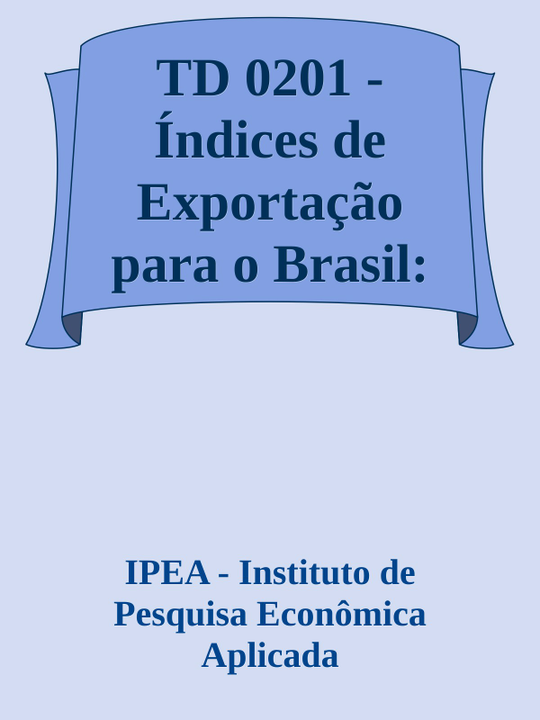 TD 0201 -
Índices de
Exportação
para o Brasil:
IPEA - Instituto de
Pesquisa Econômica
Aplicada